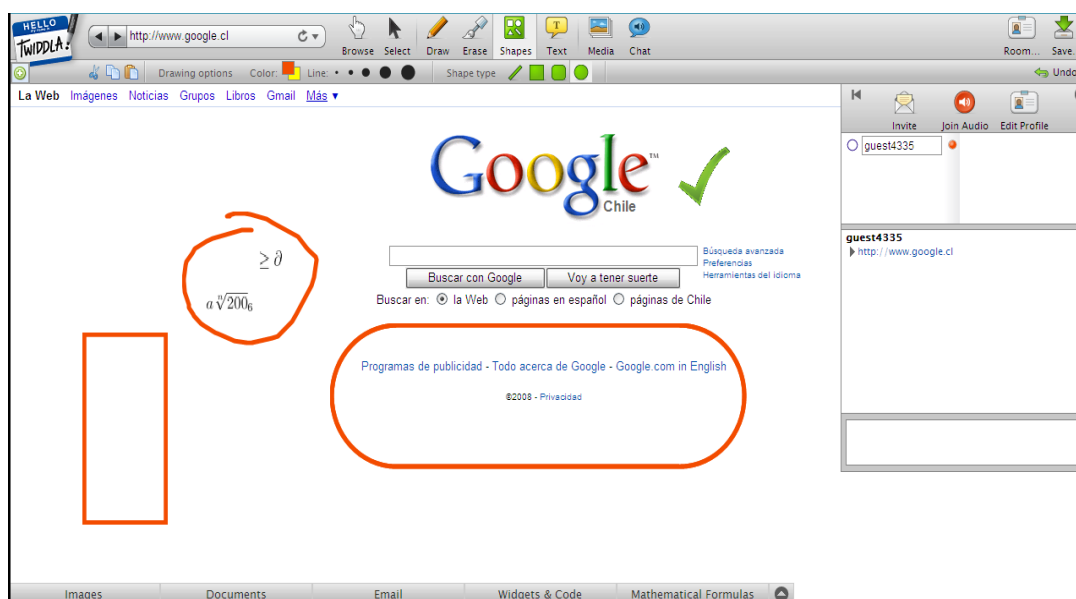 HELLO
TWIDDLA!
http://www.google.cl
Browse Select Draw Erase Shapes Text Media Chat Room... Save.
Drawing options Color: Line: Shape type Undo
La Web Imágenes Noticias Grupos Libros Gmail Más ▼
Invite Join Audio Edit Profile
guest4335
Google™
Chile
guest4335
http://www.google.cl
≥ ∂
Búsqueda avanzada
Preferencias
Herramientas del idioma
Buscar con Google Voy a tener suerte
a ⁿ√200₆
Buscar en: la Web páginas en español páginas de Chile
Programas de publicidad - Todo acerca de Google - Google.com in English
©2008 - Privacidad
Images Documents Email Widgets & Code Mathematical Formulas